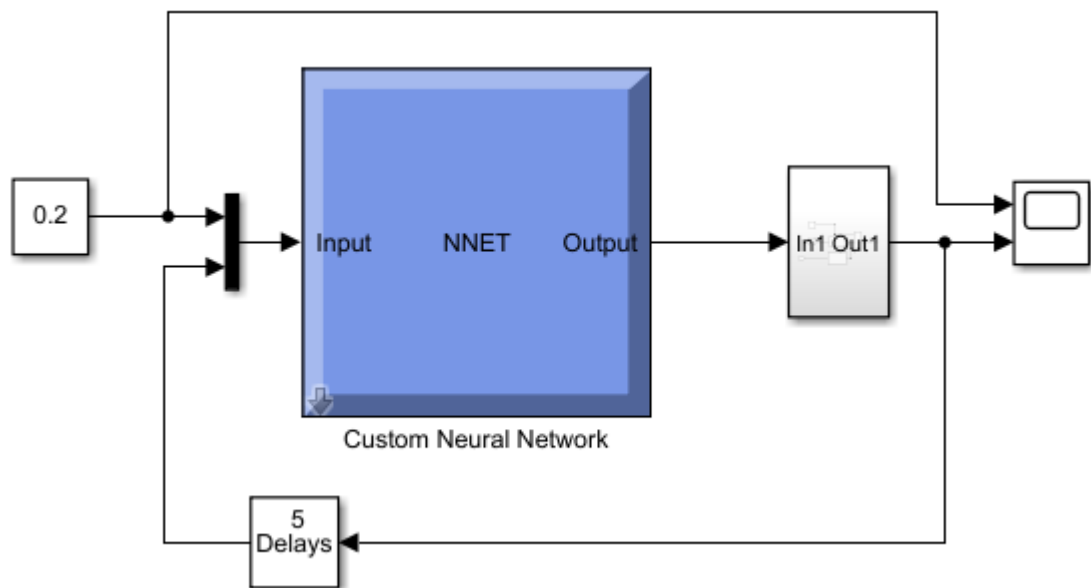 0.2
Input NNET Output
In1 Out1
Custom Neural Network
5
Delays